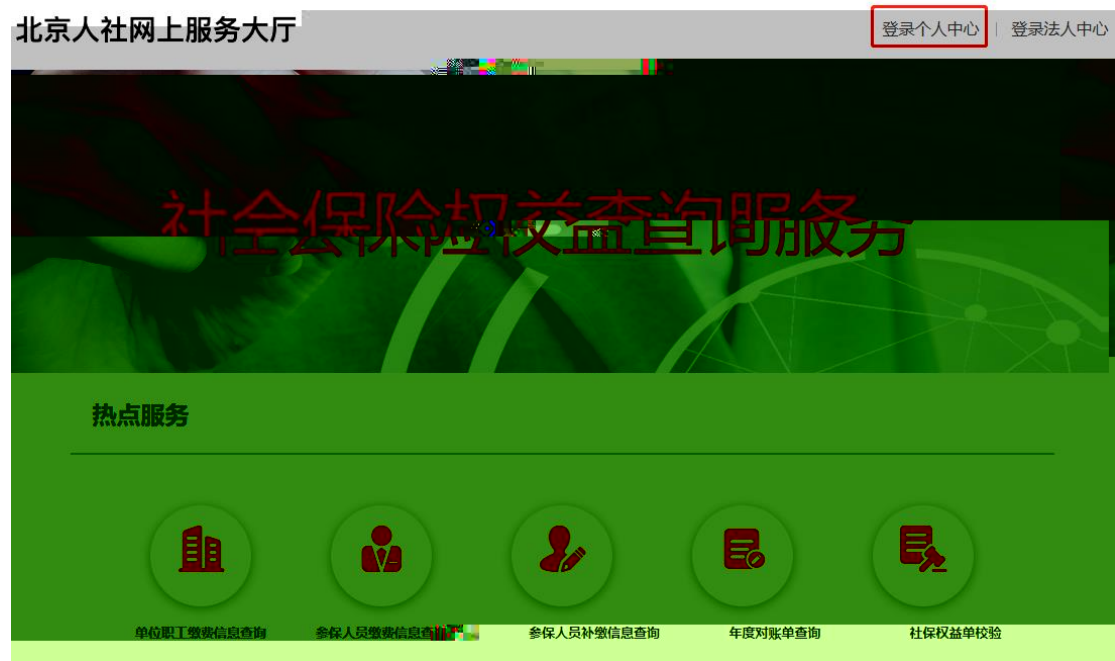 北京人社网上服务大厅
登录个人中心 | 登录法人中心
社会保险权益查询服务
热点服务
单位职工缴费信息查询 参保人员缴费信息查询 参保人员补缴信息查询 年度对账单查询 社保权益单校验